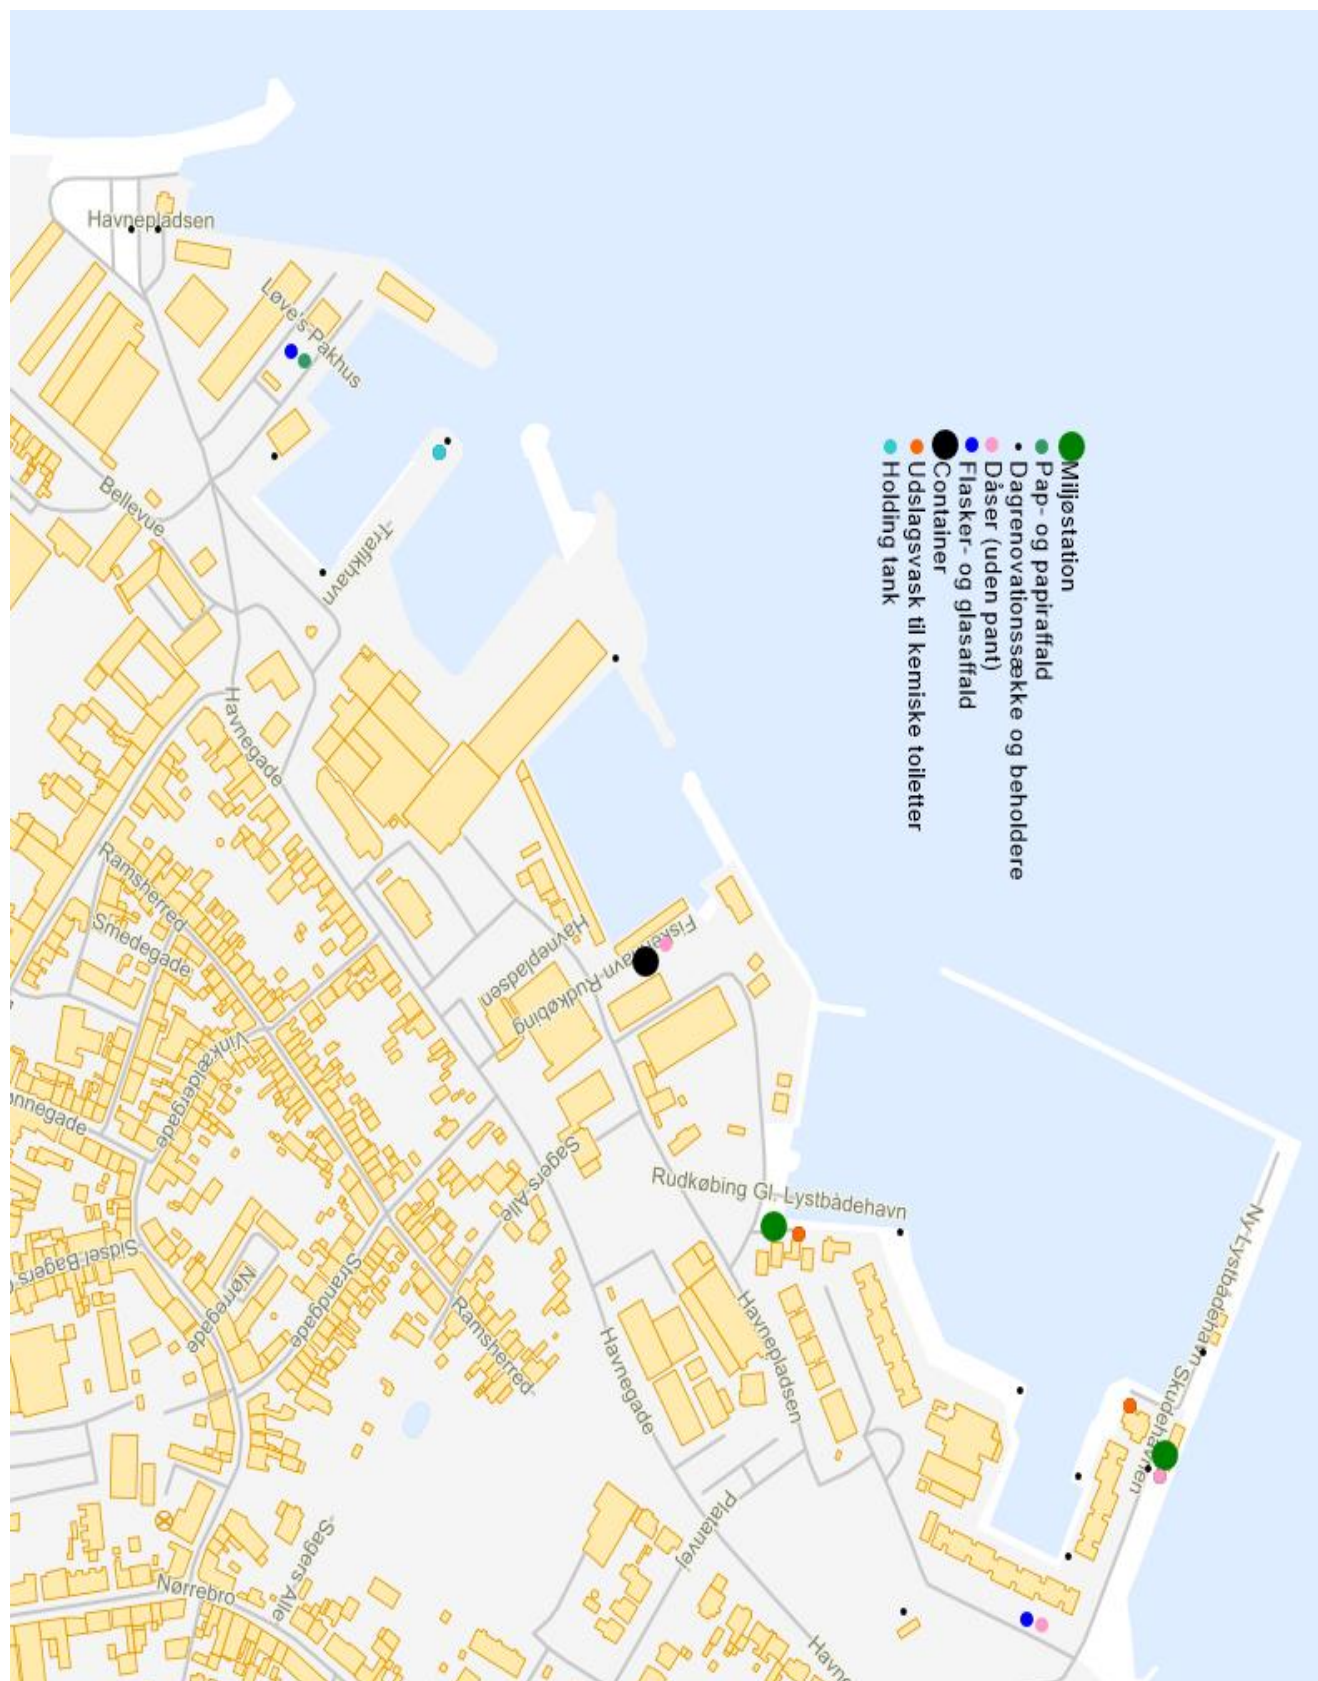 Havnepladsen
Løve's Pakhus
Bellevue
Trafikhavn
Miljøstation
Pap- og papiraffald
Dagrenovationssække og beholdere
Dåser (uden pant)
Flasker- og glasaffald
Container
Udslagsvask til kemiske toiletter
Holding tank
Havnegade
Ramsherred
Smedegade
Havnepladsen
Fiskerihavn Rudkøbing
Vinkældergade
onnegade
Sagers Alle
Rudkøbing Gl. Lystbådehavn
Ny Lystbådehavn Skudehavnen
Sidsel Bagers
Nørregade
Strandgade
Ramsherred
Havnegade
Havnepladsen
Platanvej
Sagers Alle
Nørrebro
Havne